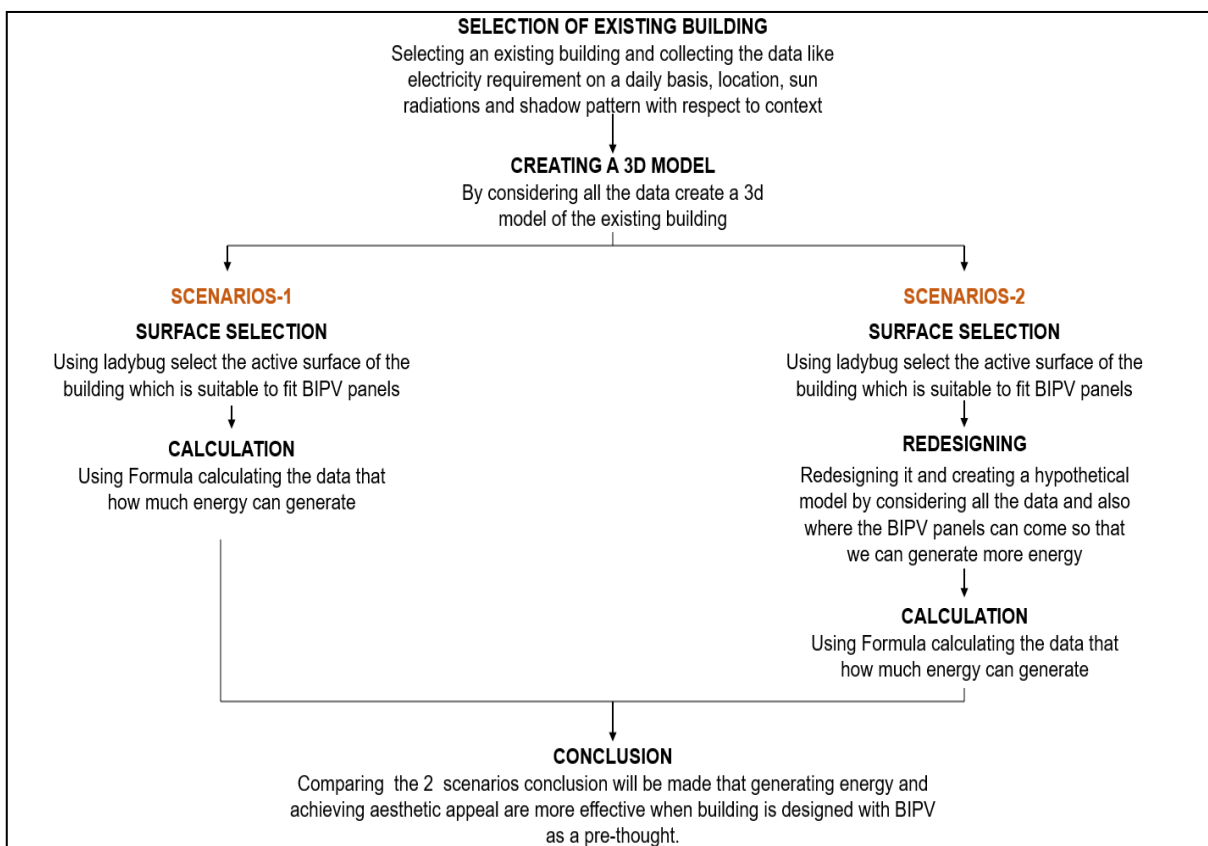 SELECTION OF EXISTING BUILDING
Selecting an existing building and collecting the data like
electricity requirement on a daily basis, location, sun
radiations and shadow pattern with respect to context
CREATING A 3D MODEL
By considering all the data create a 3d
model of the existing building
SCENARIOS-1
SURFACE SELECTION
Using ladybug select the active surface of the
building which is suitable to fit BIPV panels
CALCULATION
Using Formula calculating the data that
how much energy can generate
SCENARIOS-2
SURFACE SELECTION
Using ladybug select the active surface of the
building which is suitable to fit BIPV panels
REDESIGNING
Redesigning it and creating a hypothetical
model by considering all the data and also
where the BIPV panels can come so that
we can generate more energy
CALCULATION
Using Formula calculating the data that
how much energy can generate
CONCLUSION
Comparing the 2 scenarios conclusion will be made that generating energy and
achieving aesthetic appeal are more effective when building is designed with BIPV
as a pre-thought.